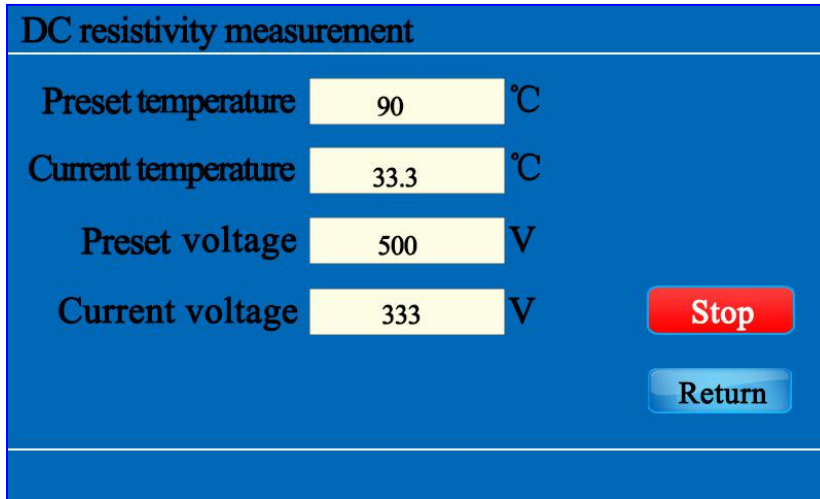 DC resistivity measurement
Preset temperature 90 ℃
Current temperature 33.3 ℃
Preset voltage 500 V
Current voltage 333 V
Stop
Return